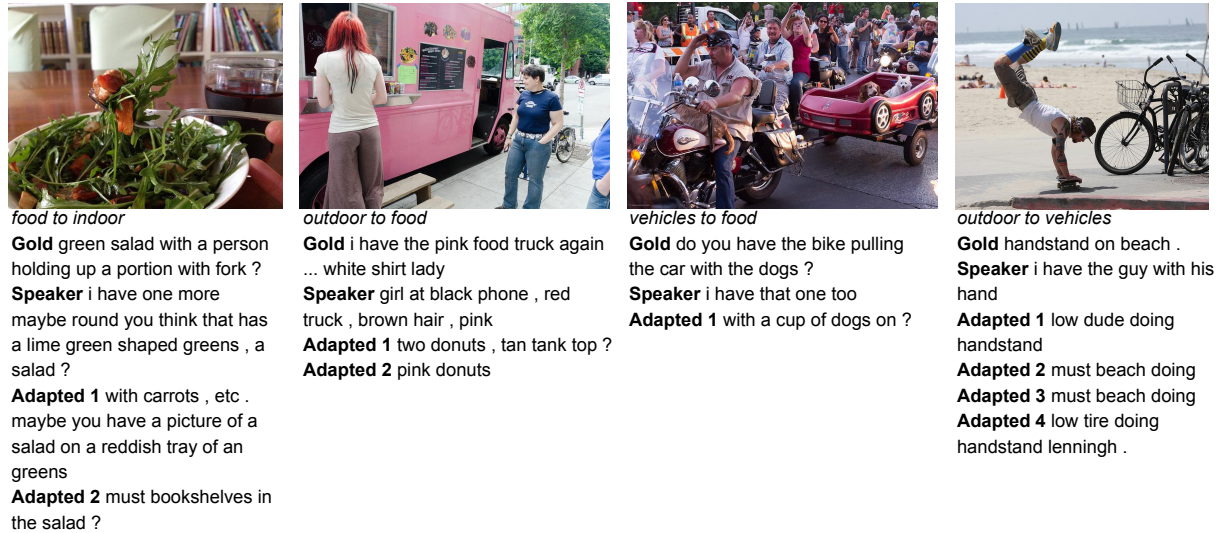 food to indoor
Gold green salad with a person
holding up a portion with fork ?
Speaker i have one more
maybe round you think that has
a lime green shaped greens , a
salad ?
Adapted 1 with carrots , etc .
maybe you have a picture of a
salad on a reddish tray of an
greens
Adapted 2 must bookshelves in
the salad ?
outdoor to food
Gold i have the pink food truck again
... white shirt lady
Speaker girl at black phone , red
truck , brown hair , pink
Adapted 1 two donuts , tan tank top ?
Adapted 2 pink donuts
vehicles to food
Gold do you have the bike pulling
the car with the dogs ?
Speaker i have that one too
Adapted 1 with a cup of dogs on ?
outdoor to vehicles
Gold handstand on beach .
Speaker i have the guy with his
hand
Adapted 1 low dude doing
handstand
Adapted 2 must beach doing
Adapted 3 must beach doing
Adapted 4 low tire doing
handstand lenningh .